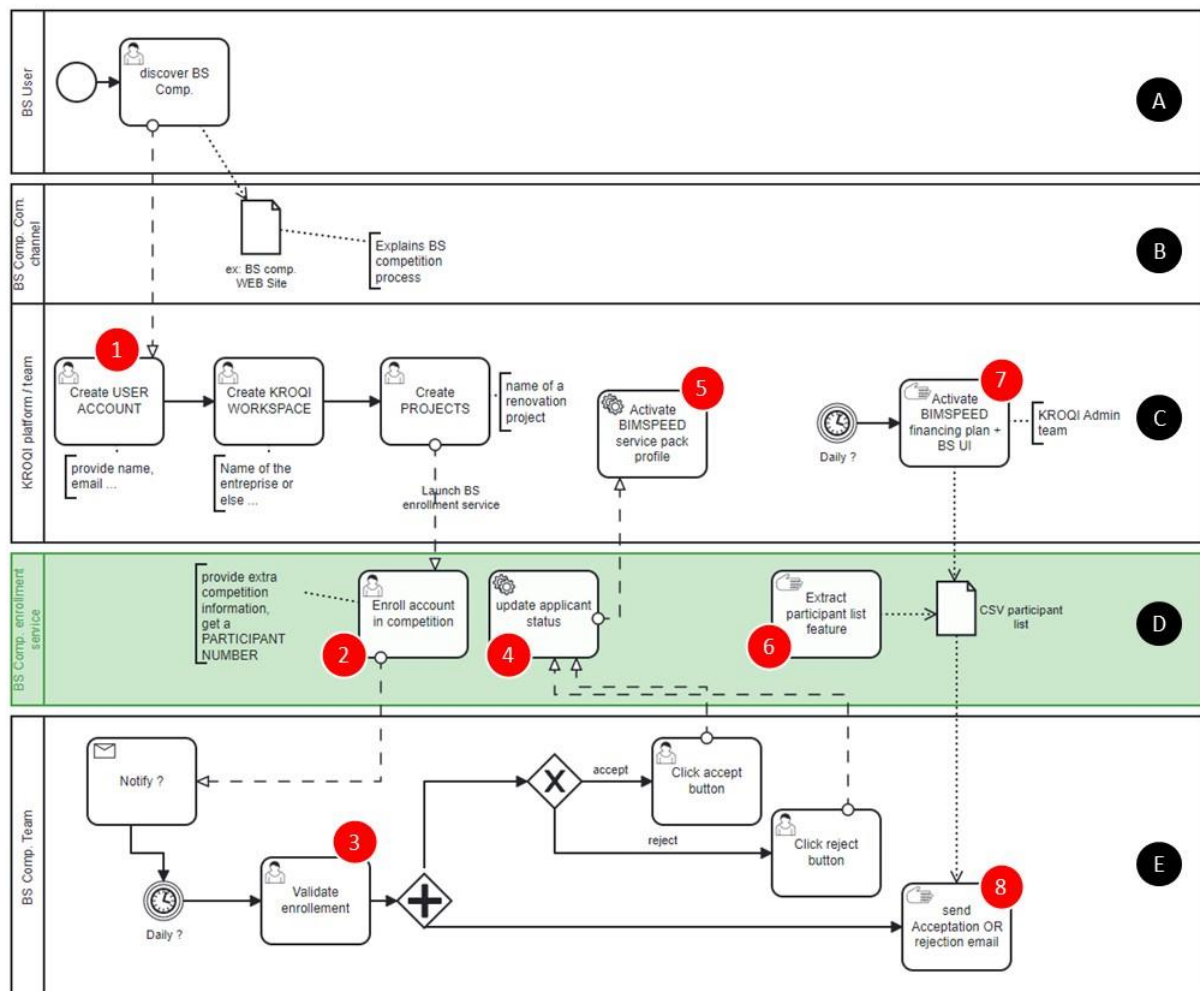 BS User
discover BS
Comp.
A
BS Comp. Com.
channel
ex: BS comp.
WEB Site
Explains BS
competition
process
B
KROQI platform / team
1
Create USER
ACCOUNT
provide name,
email ...
Create KROQI
WORKSPACE
Name of the
entreprise or
else ...
Create
PROJECTS
name of a
renovation
project
Launch BS
enrollment service
5
Activate
BIMSPEED
service pack
profile
Daily ?
7
Activate
BIMSPEED
financing plan +
BS UI
KROQI Admin
team
C
BS Comp. enrollment
service
provide extra
competition
information,
get a
PARTICIPANT
NUMBER
Enroll account
in competition
2
update applicant
status
4
Extract
participant list
feature
6
CSV participant
list
D
BS Comp. Team
Notify ?
Daily ?
3
Validate
enrollement
X
accept
Click accept
button
reject
Click reject
button
8
send
Acceptation OR
rejection email
E